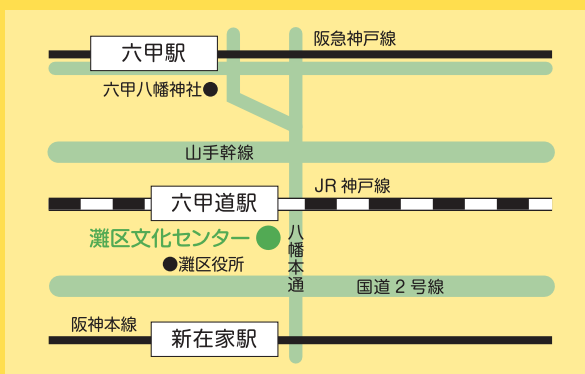 六甲駅
阪急神戸線
六甲八幡神社
山手幹線
JR神戸線
六甲道駅
灘区文化センター
八幡本通
灘区役所
国道2号線
阪神本線
新在家駅